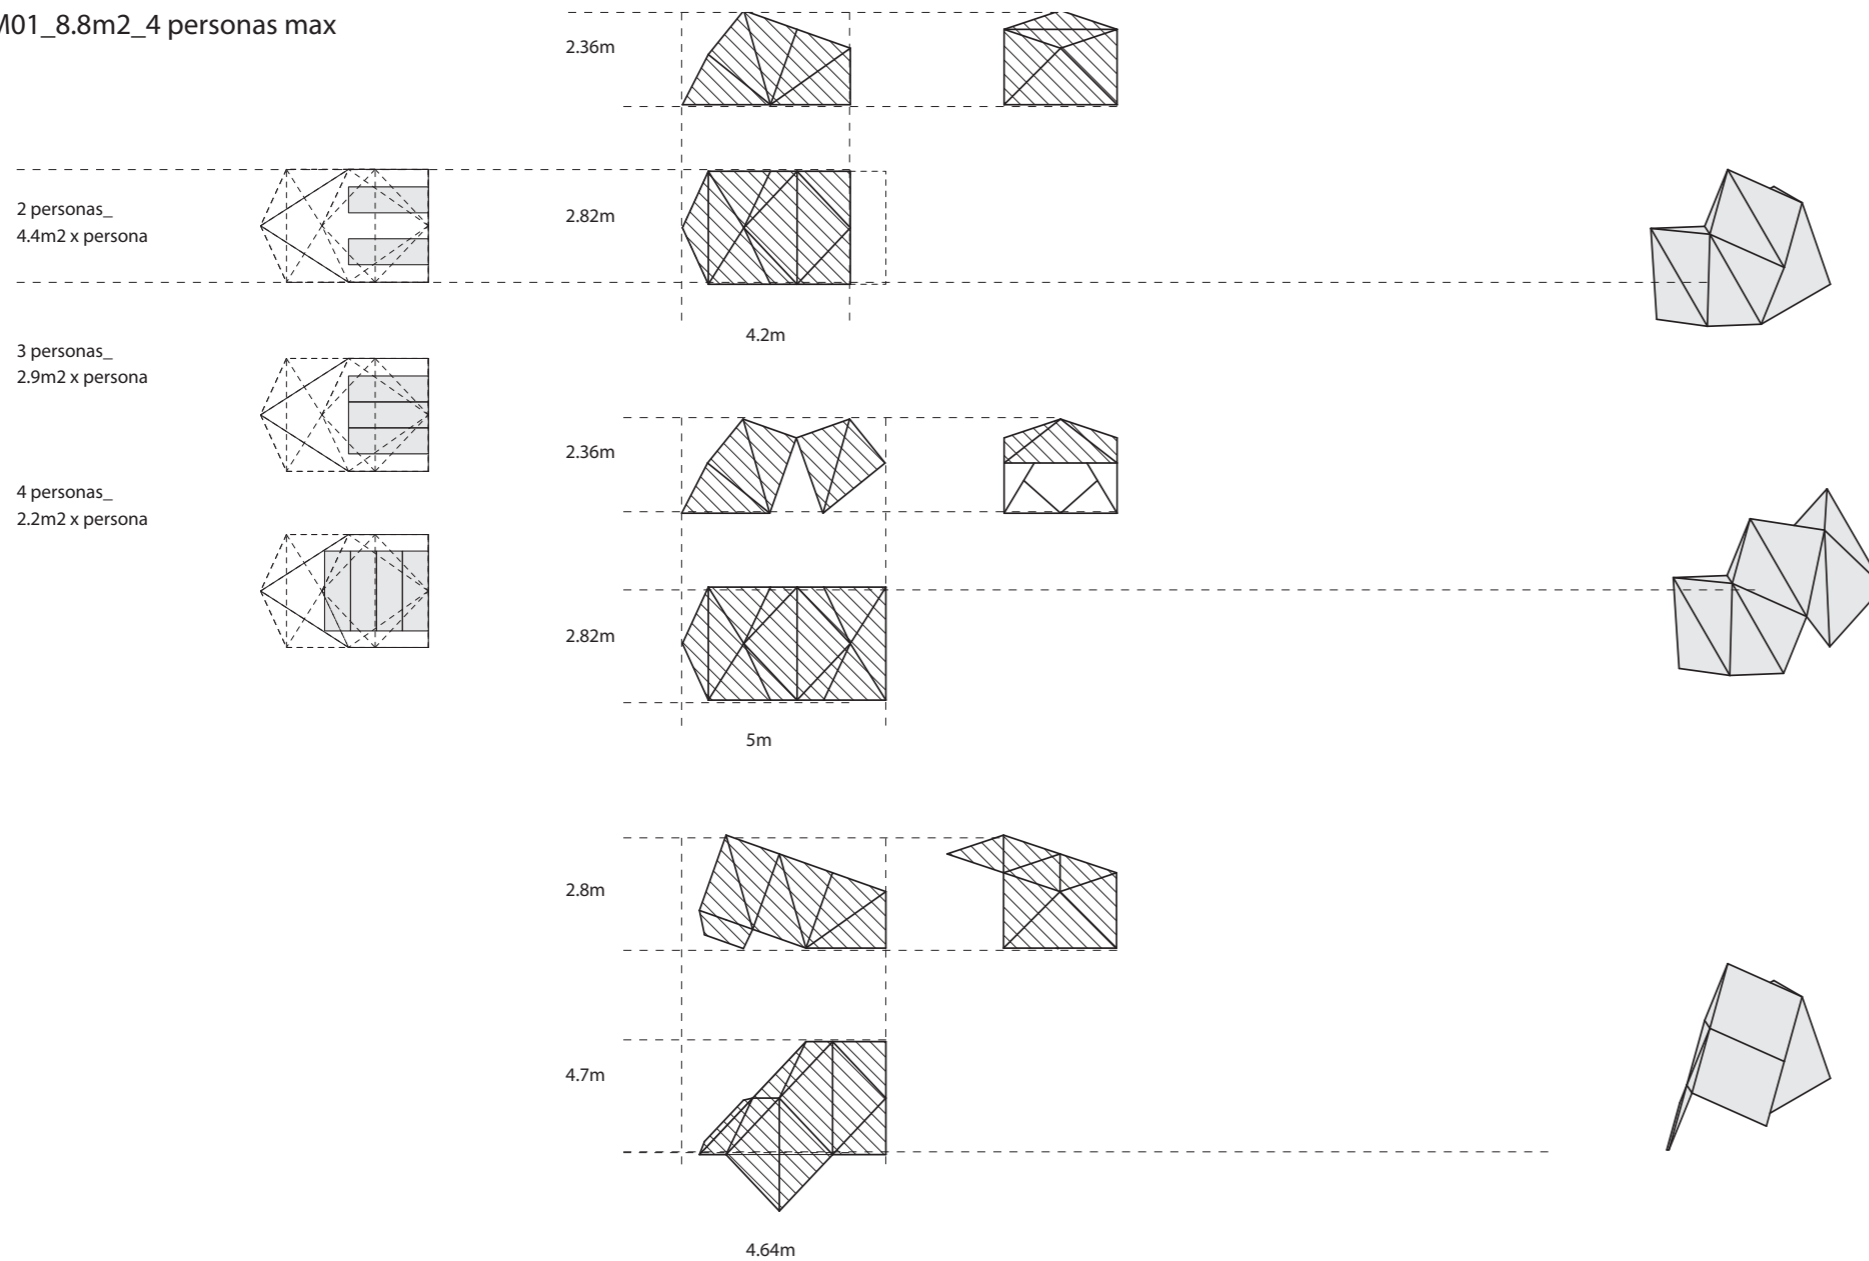 M01_8.8m2_4 personas max
2.36m
2 personas_
4.4m2 x persona
2.82m
4.2m
3 personas_
2.9m2 x persona
2.36m
4 personas_
2.2m2 x persona
2.82m
5m
2.8m
4.7m
4.64m